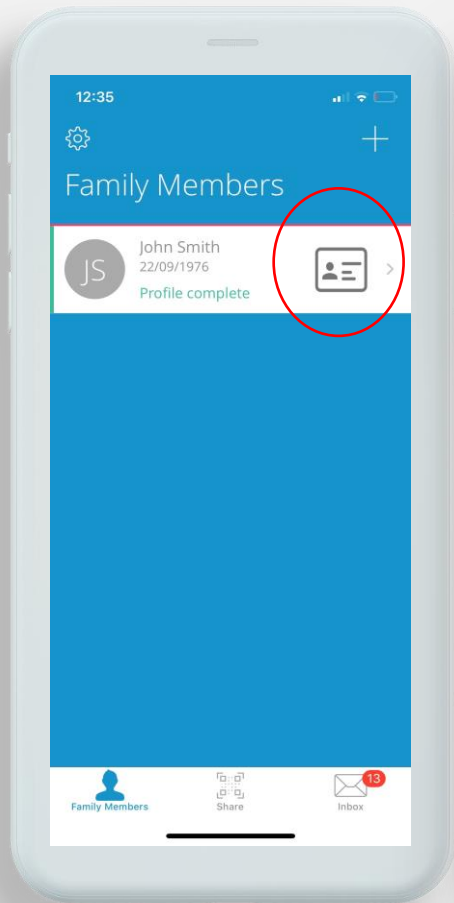 12:35
Family Members
JS
John Smith
22/09/1976
Profile complete
13
Family Members
Share
Inbox